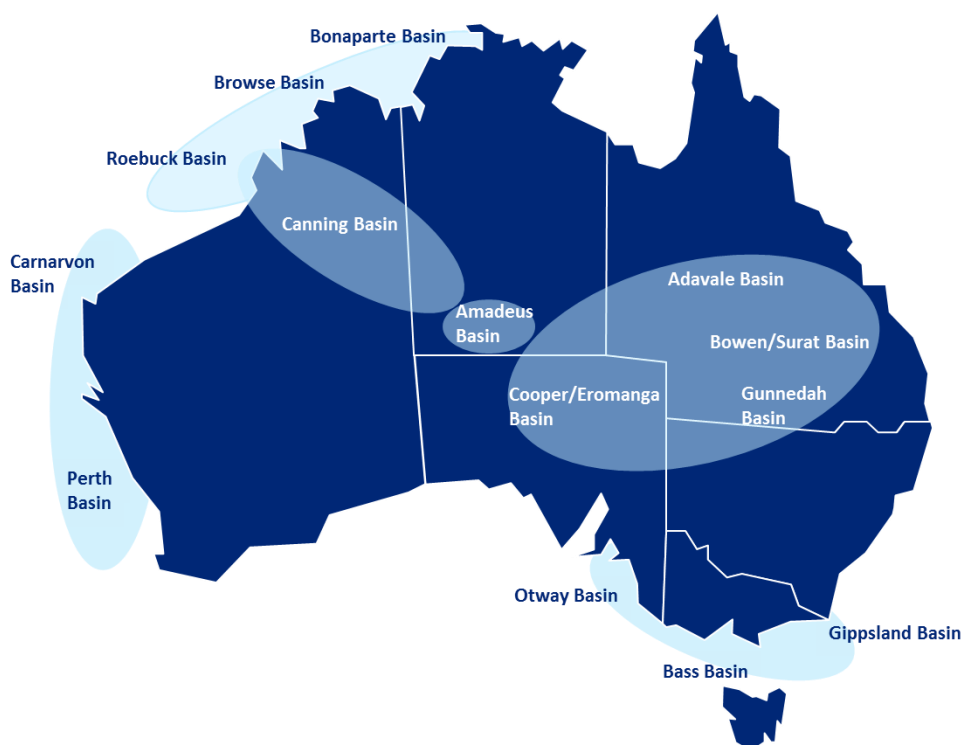 Bonaparte Basin
Browse Basin
Roebuck Basin
Canning Basin
Carnarvon
Basin
Adavale Basin
Amadeus
Basin
Bowen/Surat Basin
Cooper/Eromanga
Basin
Gunnedah
Basin
Perth
Basin
Otway Basin
Gippsland Basin
Bass Basin